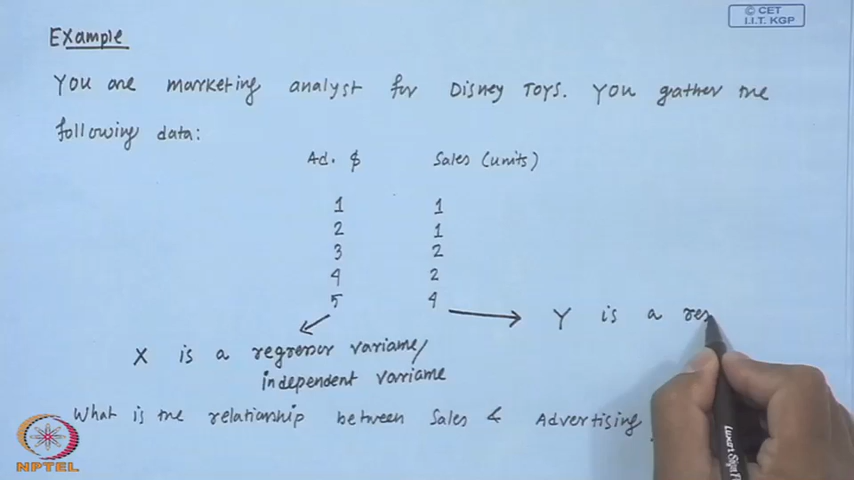 © CET
I.I.T. KGP
Example
You are marketing analyst for Disney Toys. You gather the
following data:
Ad. $ Sales (units)
1 1
2 1
3 2
4 2
5 4
Y is a res
X is a regressor variable/
independent variable
What is the relationship between Sales & Advertising
NPTEL